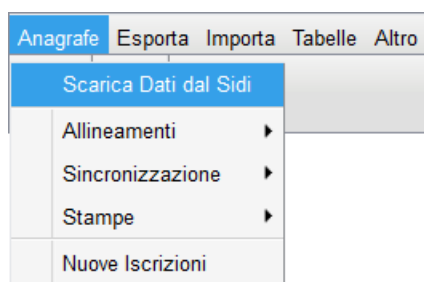 Anagrafe Esporta Importa Tabelle Altro
Scarica Dati dal Sidi
Allineamenti
Sincronizzazione
Stampe
Nuove Iscrizioni